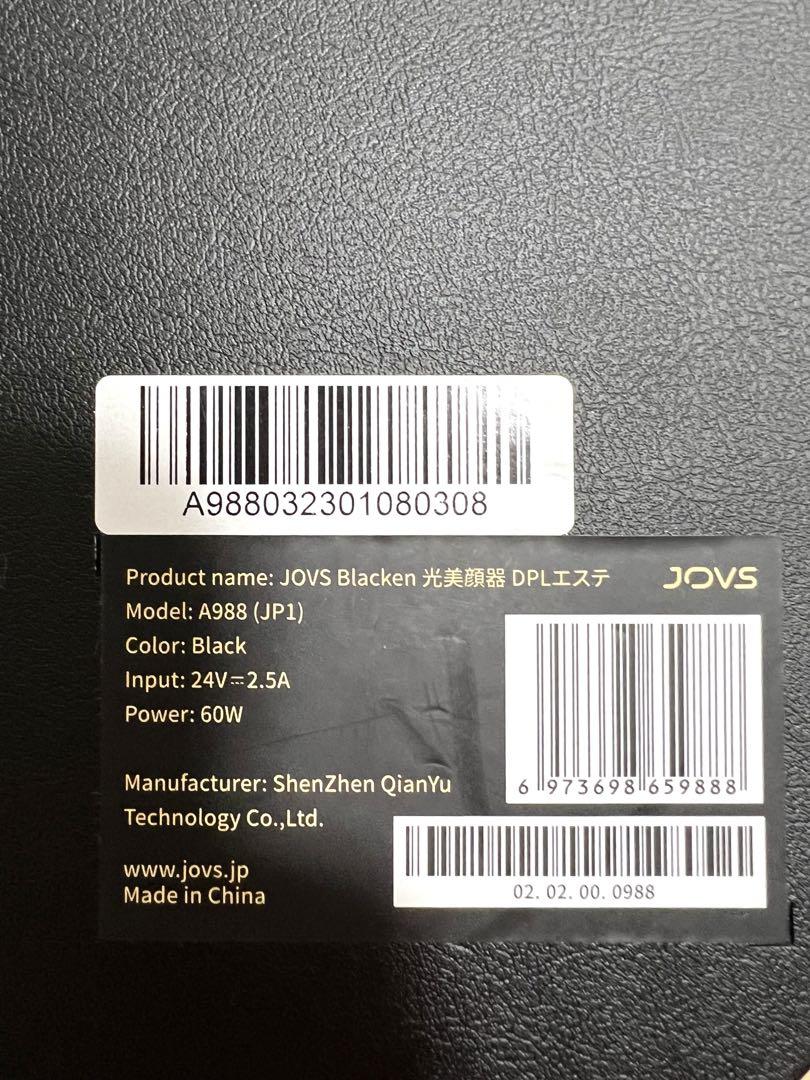 A988032301080308
Product name: JOVS Blacken 光美顔器 DPLエステ
JOVS
Model: A988 (JP1)
Color: Black
Input: 24V⎓2.5A
Power: 60W
6 973698 659888
Manufacturer: ShenZhen QianYu
Technology Co.,Ltd.
www.jovs.jp
Made in China
02. 02. 00. 0988